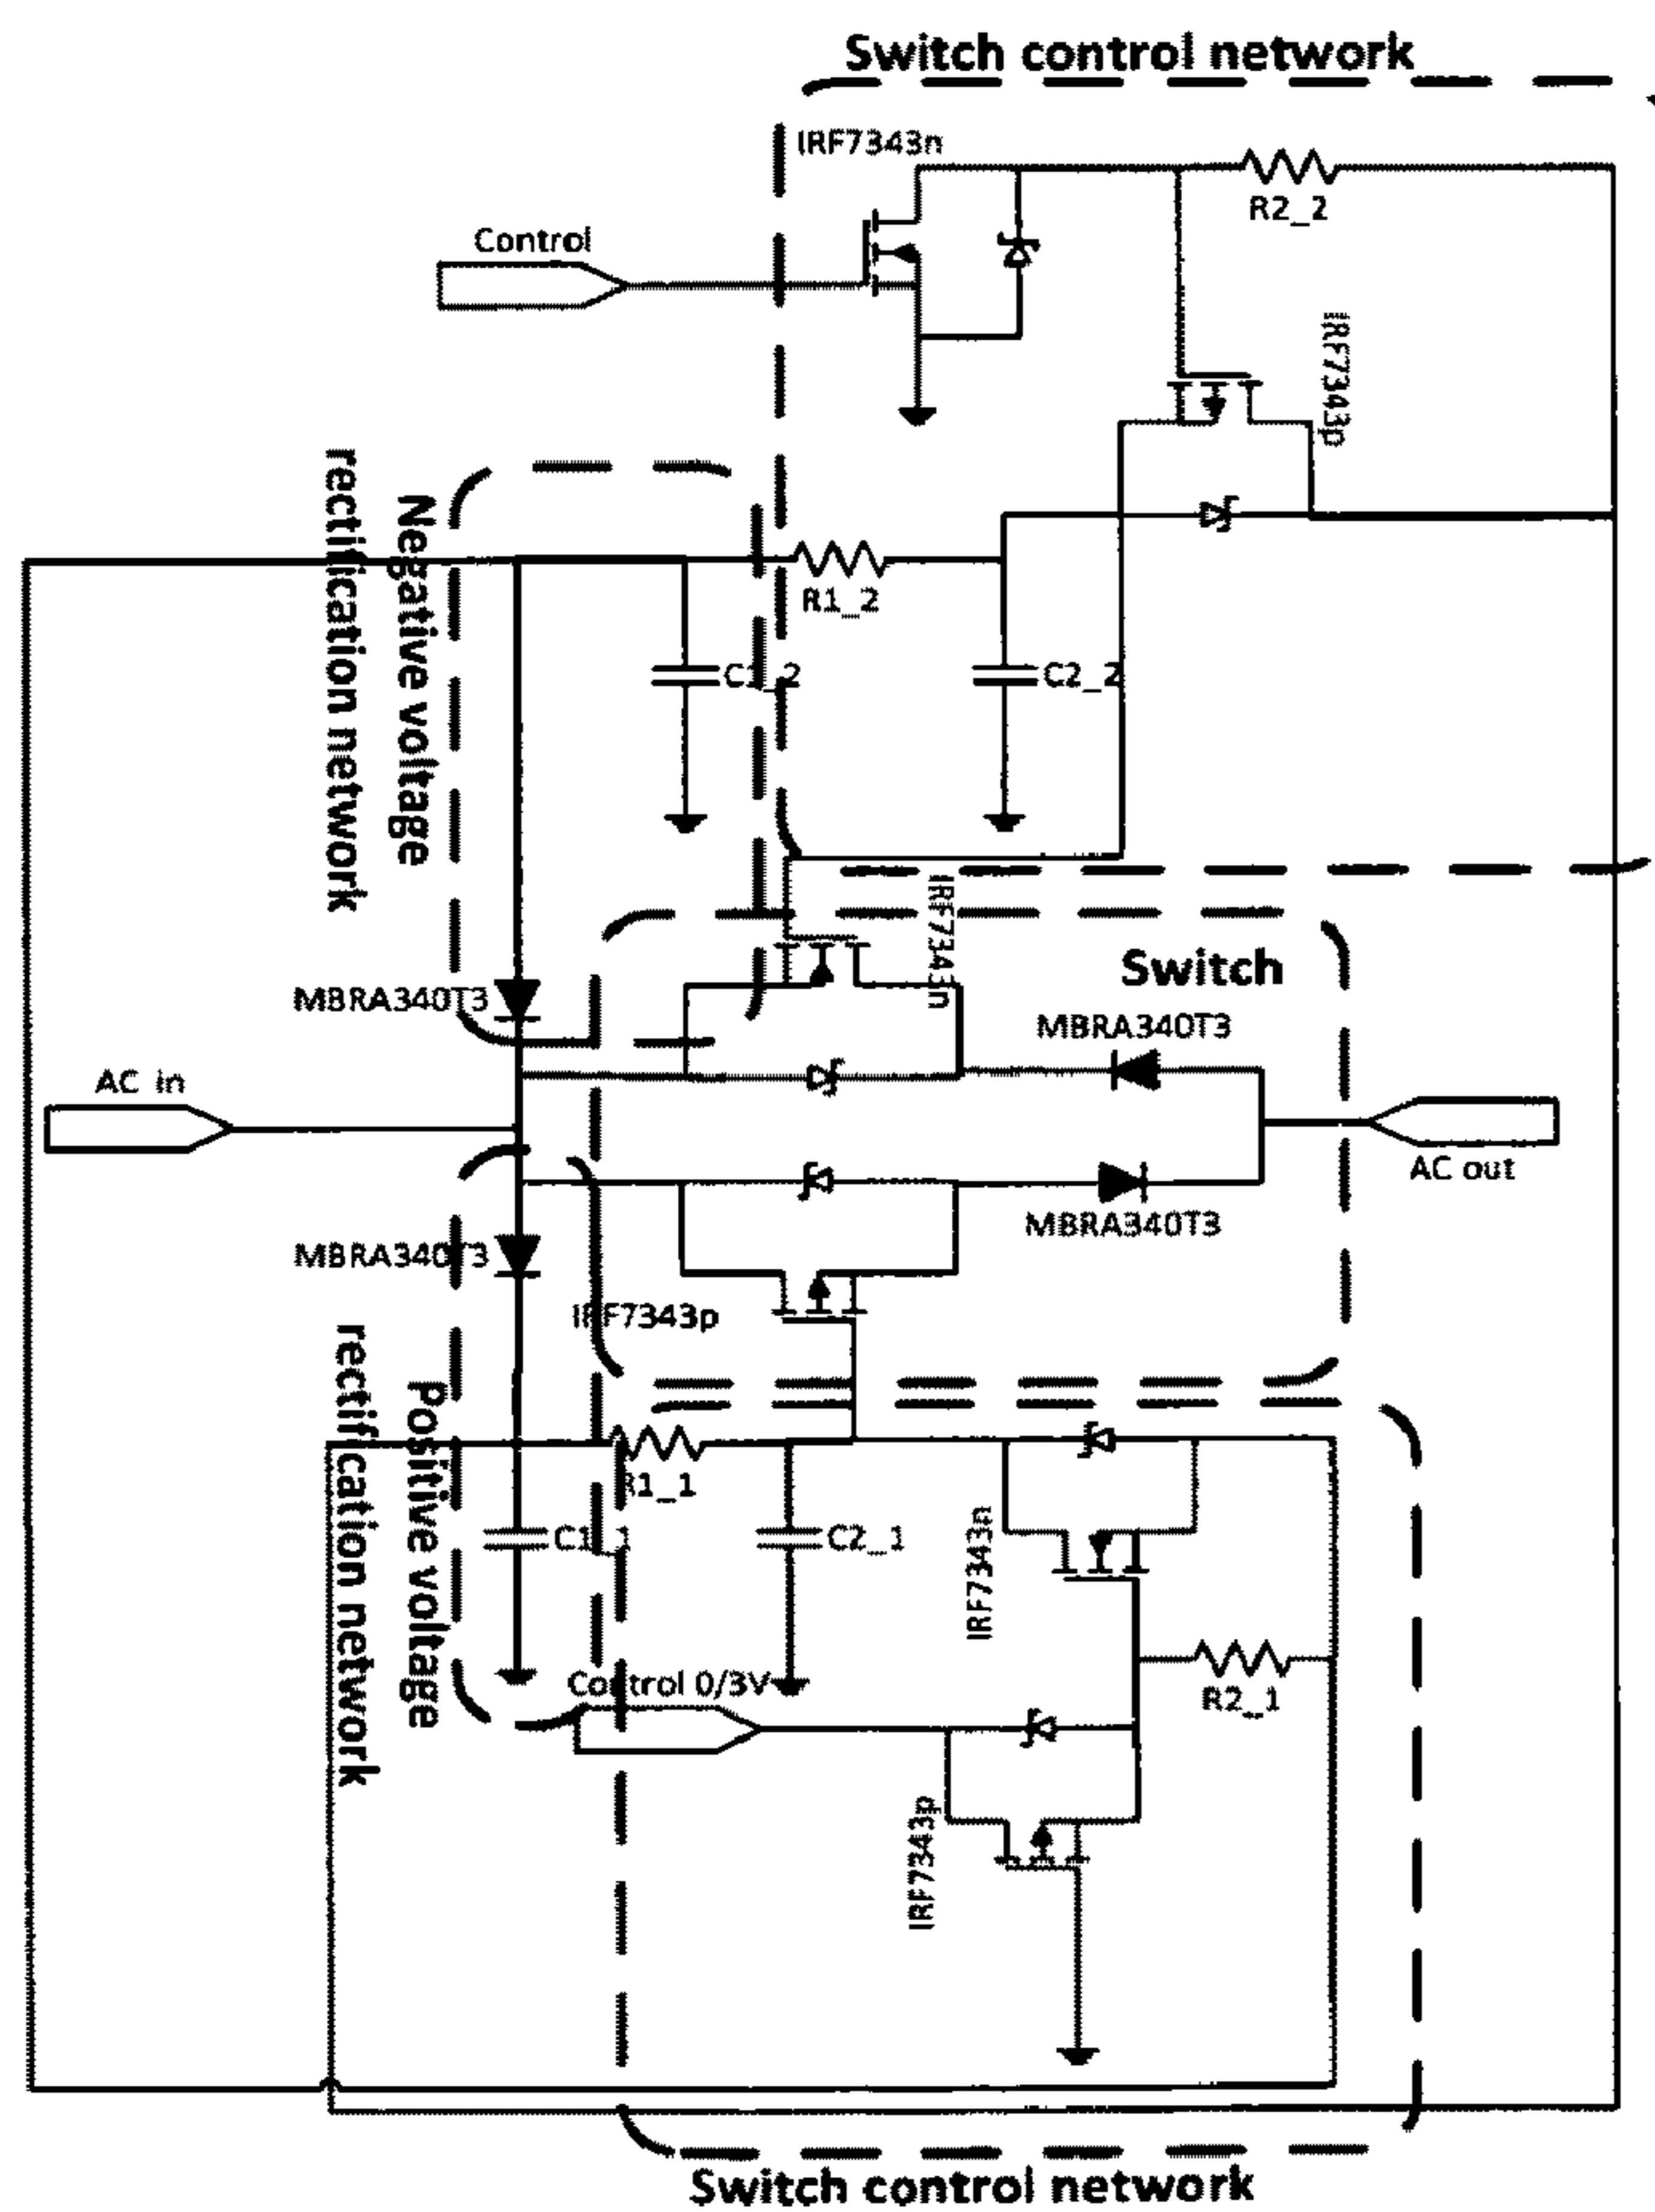 Switch control network
IRF7343n
Control
R2_2
IRF7343p
Negative voltage
rectification network
R1_2
C1_2
C2_2
IRF7343n
Switch
MBRA340T3
MBRA340T3
AC in
AC out
MBRA340T3
MBRA340T3
IRF7343p
Positive voltage
rectification network
R1_1
C1_1
C2_1
IRF7343n
Control 0/3V
R2_1
IRF7343p
Switch control network